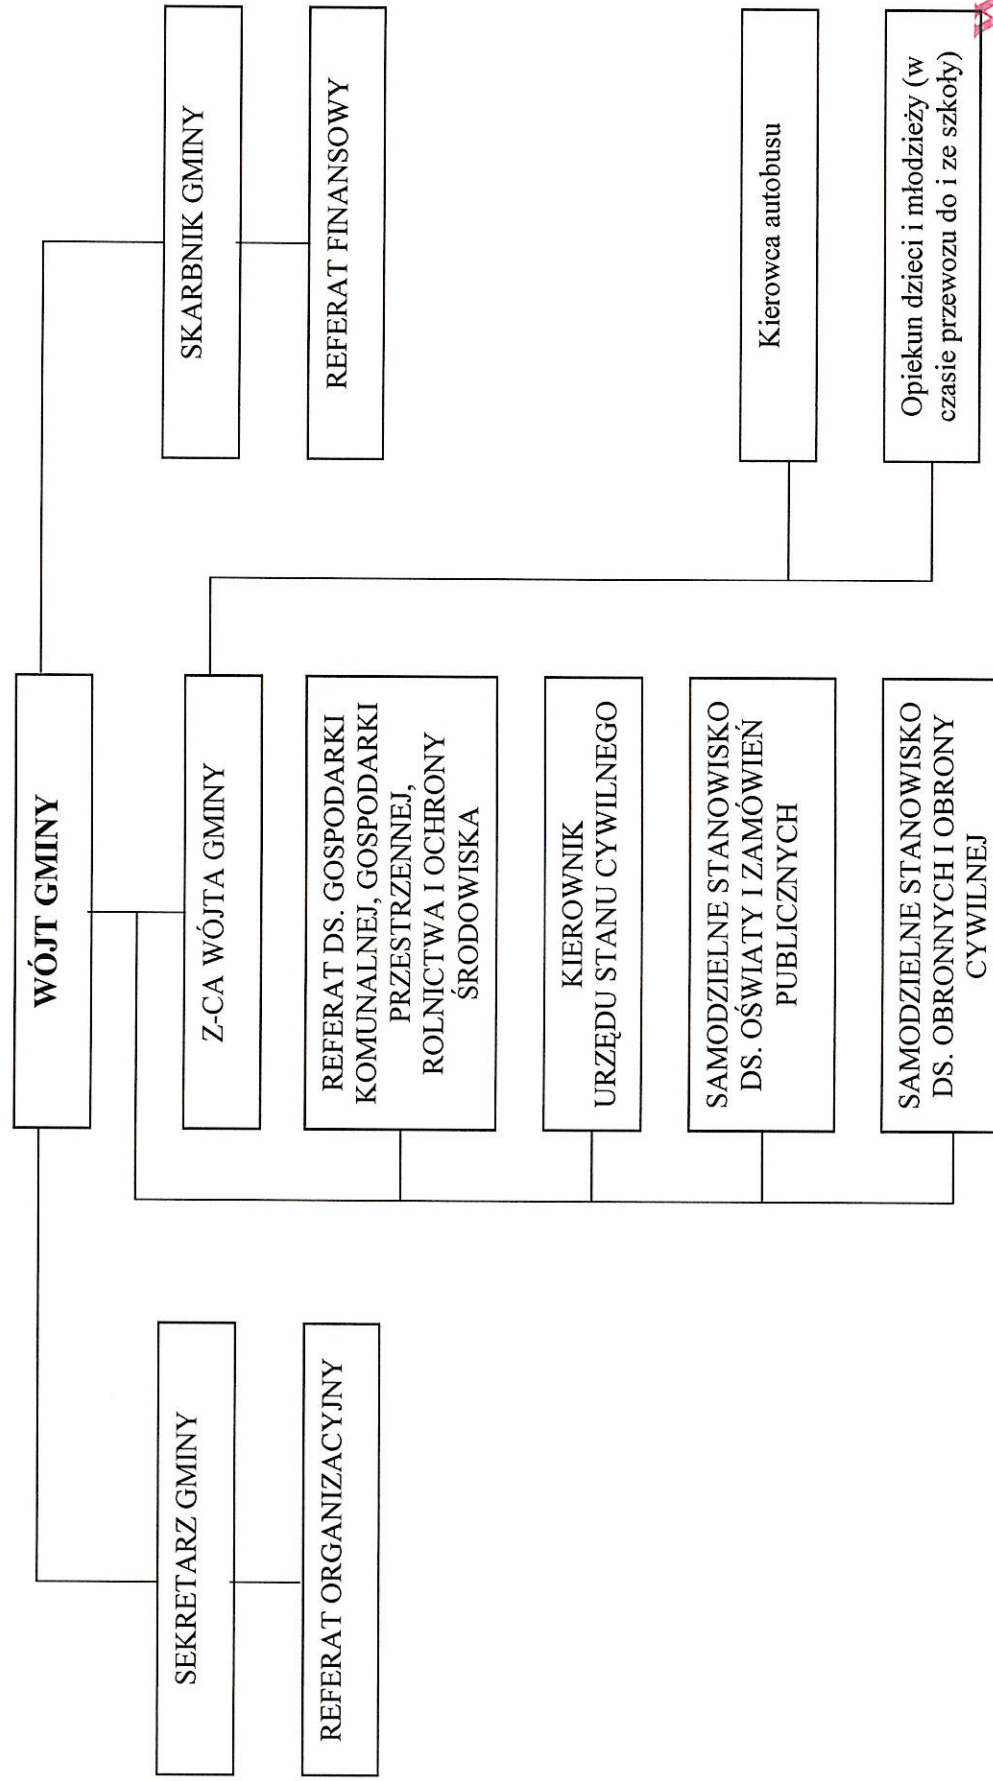 WÓJT GMINY
SEKRETARZ GMINY
REFERAT ORGANIZACYJNY
Z-CA WÓJTA GMINY
REFERAT DS. GOSPODARKI
KOMUNALNEJ, GOSPODARKI
PRZESTRZENNEJ,
ROLNICTWA I OCHRONY
ŚRODOWISKA
KIEROWNIK
URZĘDU STANU CYWILNEGO
SAMODZIELNE STANOWISKO
DS. OŚWIATY I ZAMÓWIEŃ
PUBLICZNYCH
SAMODZIELNE STANOWISKO
DS. OBRONNYCH I OBRONY
CYWILNEJ
SKARBNIK GMINY
REFERAT FINANSOWY
Kierowca autobusu
Opiekun dzieci i młodzieży (w
czasie przewozu do i ze szkoły)